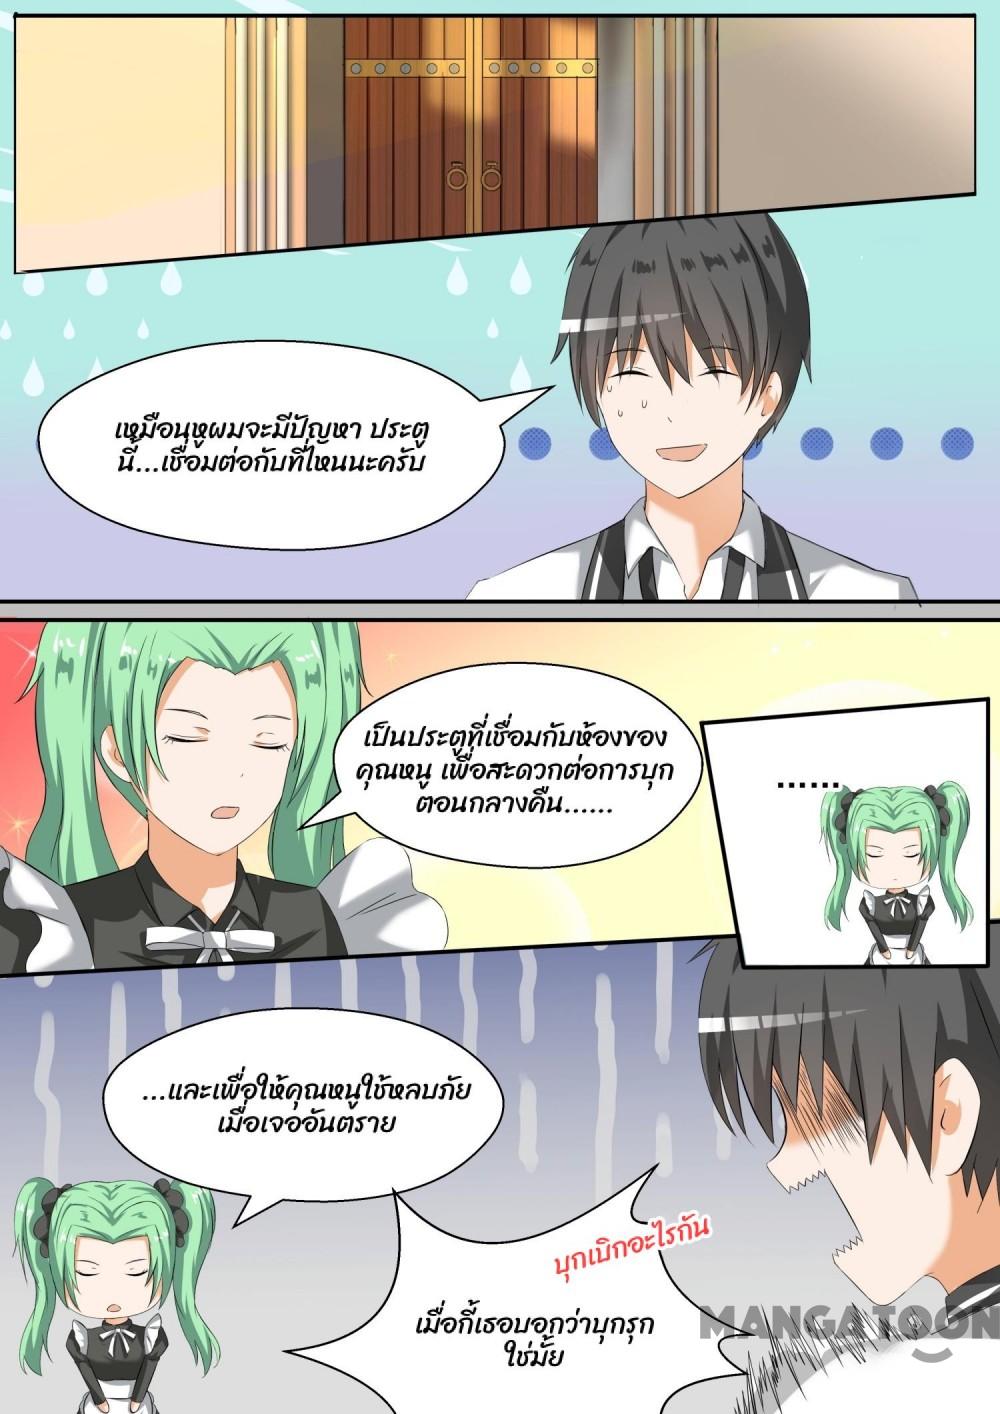 เหมือนหูผมจะมีปัญหา ประตู
นี้...เชื่อมต่อกับที่ไหนนะครับ
เป็นประตูที่เชื่อมกับห้องของ
คุณหนู เพื่อสะดวกต่อการบุก
ตอนกลางคืน......
......
...และเพื่อให้คุณหนูใช้หลบภัย
เมื่อเจออันตราย
บุกเบิกอะไรกัน
เมื่อกี้เธอบอกว่าบุกรุก
ใช่มั้ย
MANGATOON